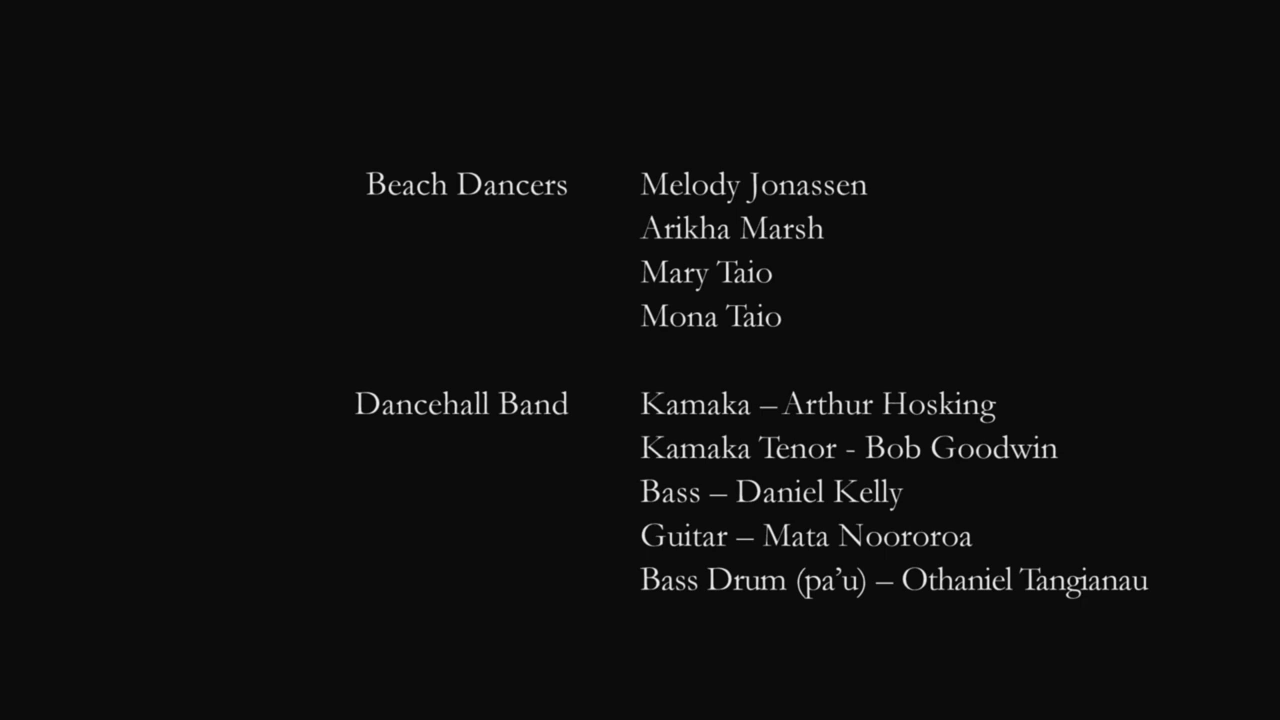 Beach Dancers Melody Jonassen
Arikha Marsh
Mary Taio
Mona Taio
Dancehall Band Kamaka – Arthur Hosking
Kamaka Tenor - Bob Goodwin
Bass – Daniel Kelly
Guitar – Mata Noororoa
Bass Drum (pa’u) – Othaniel Tangianau